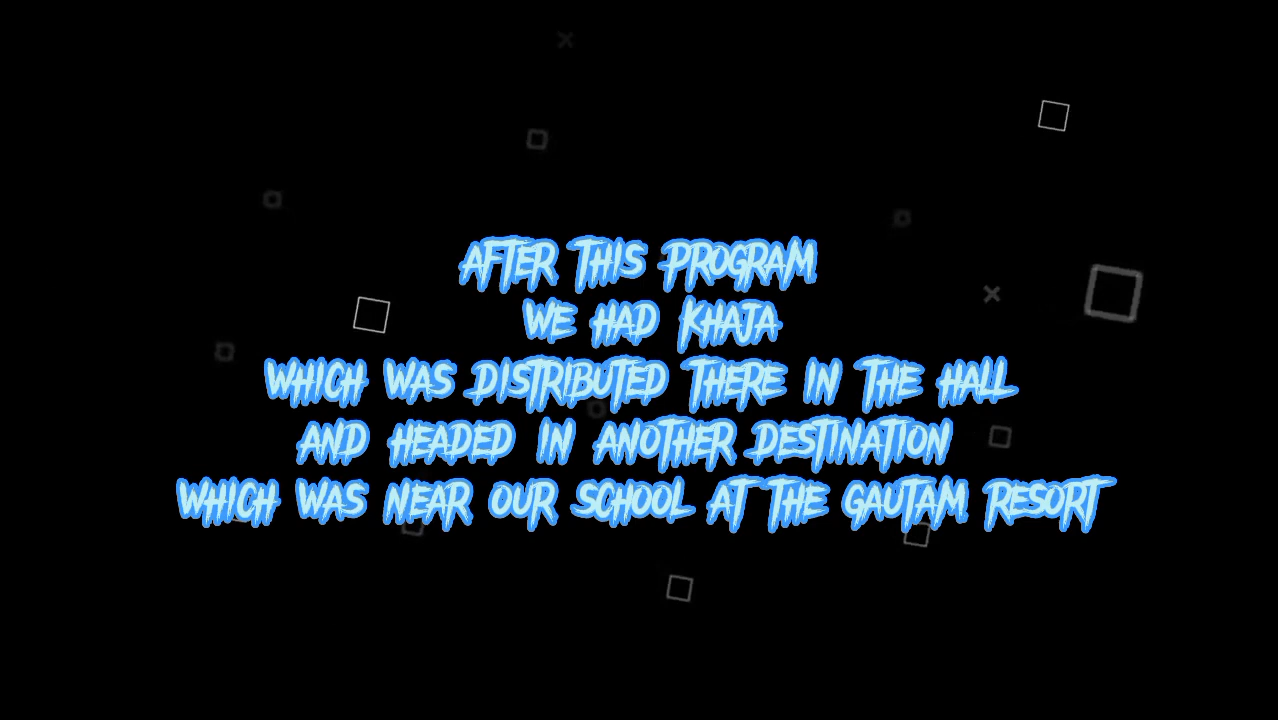 AFTER THIS PROGRAM
WE HAD KHAJA
WHICH WAS DISTRIBUTED THERE IN THE HALL
AND HEADED IN ANOTHER DESTINATION
WHICH WAS NEAR OUR SCHOOL AT THE GAUTAM RESORT